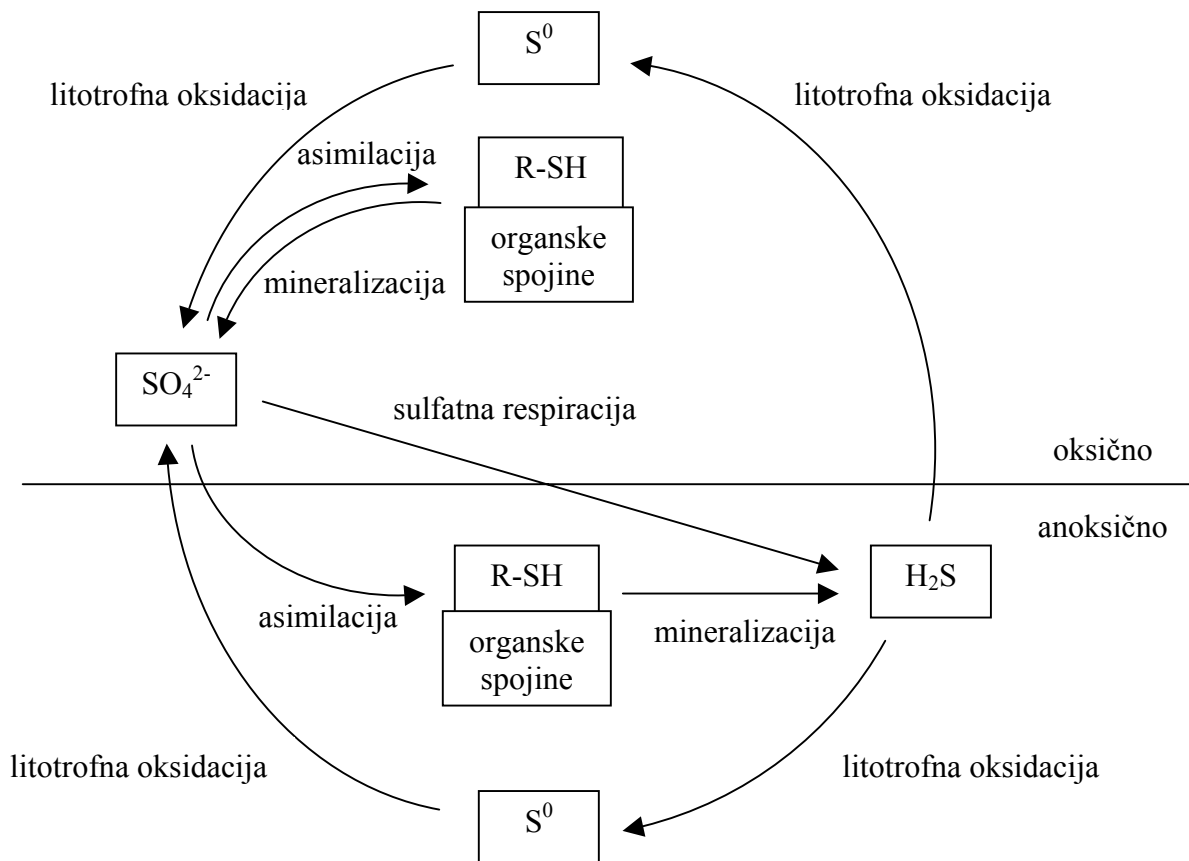 S⁰
litotrofna oksidacija
litotrofna oksidacija
asimilacija
R-SH
organske
spojine
mineralizacija
SO₄²⁻
sulfatna respiracija
oksično
anoksično
R-SH
H₂S
asimilacija
mineralizacija
organske
spojine
litotrofna oksidacija
litotrofna oksidacija
S⁰